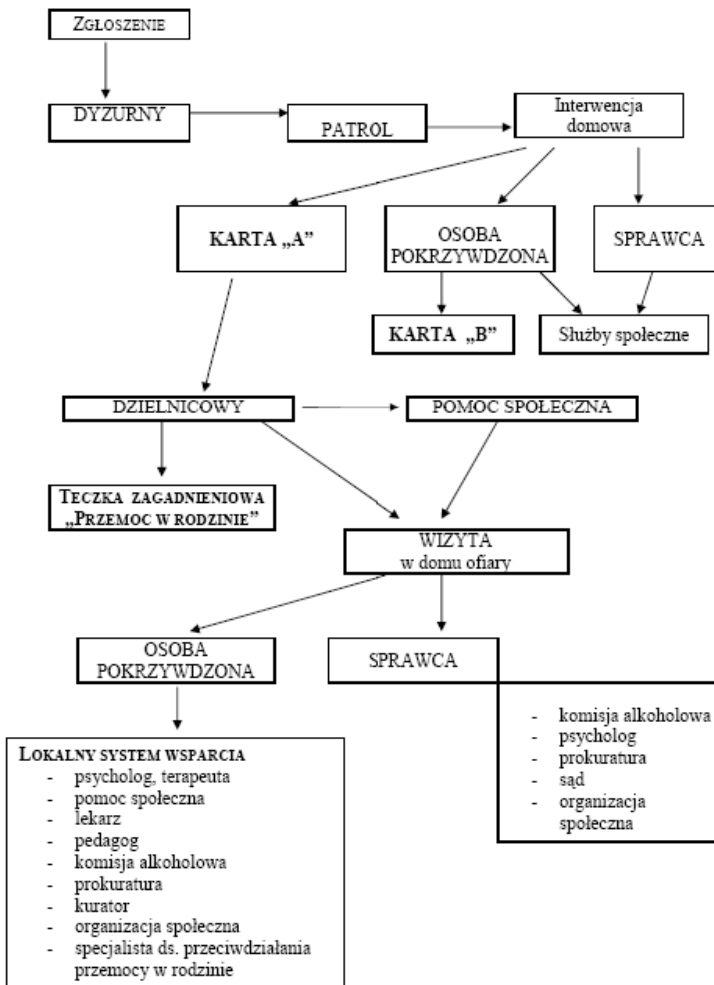 ZGŁOSZENIE
DYZURNY
PATROL
Interwencja
domowa
KARTA „A”
OSOBA
POKRZYWDZONA
SPRAWCA
KARTA „B”
Służby społeczne
DZIELNICOWY
POMOC SPOŁECZNA
TECZKA ZAGADNIENIOWA
„PRZEMOC W RODZINIE”
WIZYTA
w domu ofiary
OSOBA
POKRZYWDZONA
SPRAWCA
- komisja alkoholowa
- psycholog
- prokuratura
- sąd
- organizacja
społeczna
LOKALNY SYSTEM WSPARCIA
- psycholog, terapeuta
- pomoc społeczna
- lekarz
- pedagog
- komisja alkoholowa
- prokuratura
- kurator
- organizacja społeczna
- specjalista ds. przeciwdziałania
przemocy w rodzinie